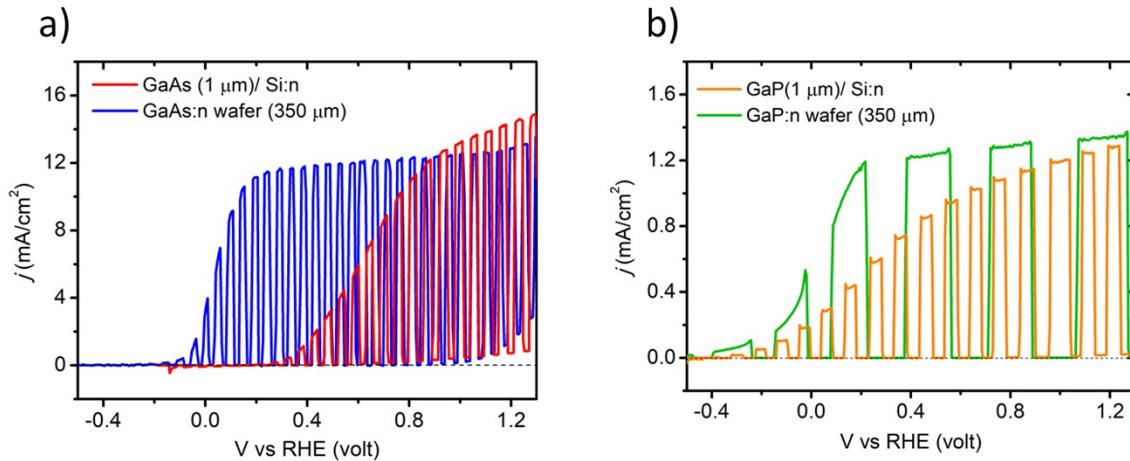 a)
b)
16
12
8
4
0
j (mA/cm²)
GaAs (1 μm)/ Si:n
GaAs:n wafer (350 μm)
-0.4
0.0
0.4
0.8
1.2
V vs RHE (volt)
1.6
1.2
0.8
0.4
0.0
j (mA/cm²)
GaP(1 μm)/ Si:n
GaP:n wafer (350 μm)
-0.4
0.0
0.4
0.8
1.2
V vs RHE (volt)